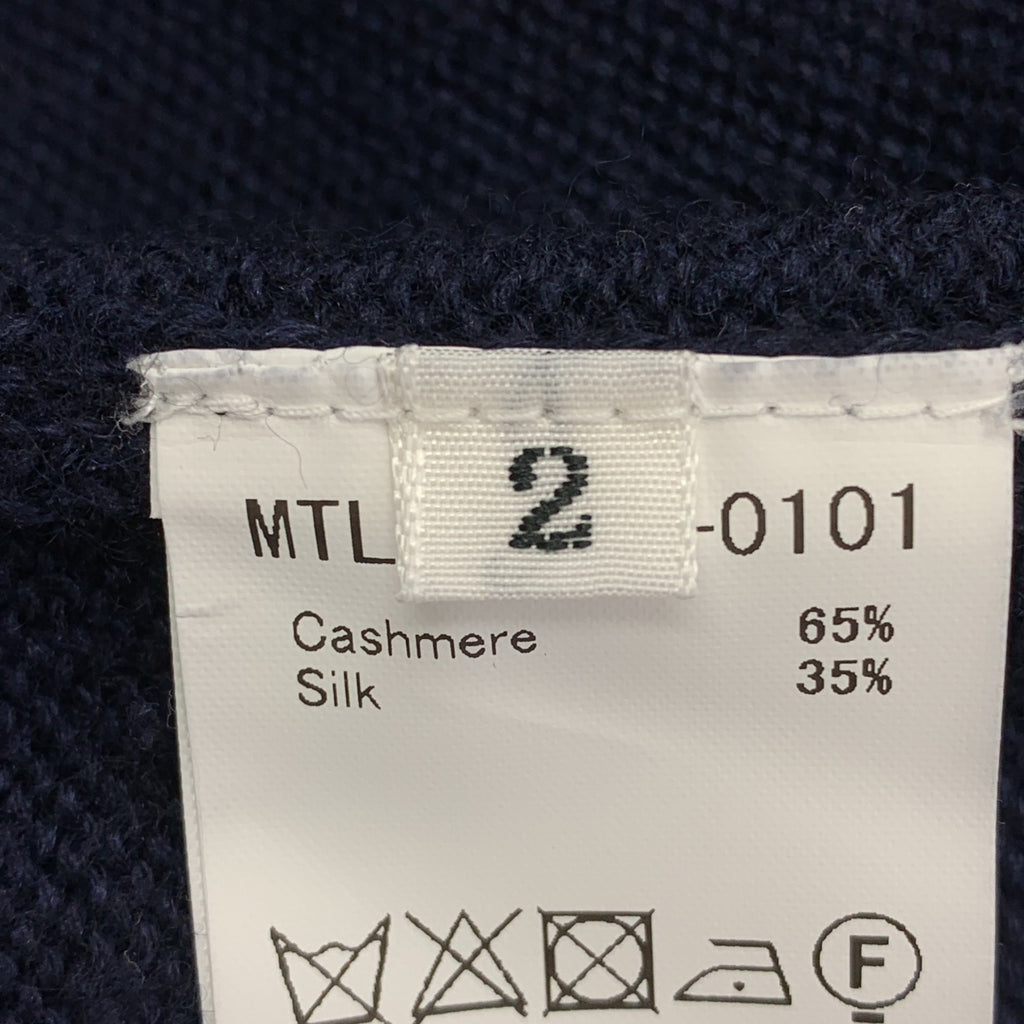 2
MTL -0101
Cashmere 65%
Silk 35%
F